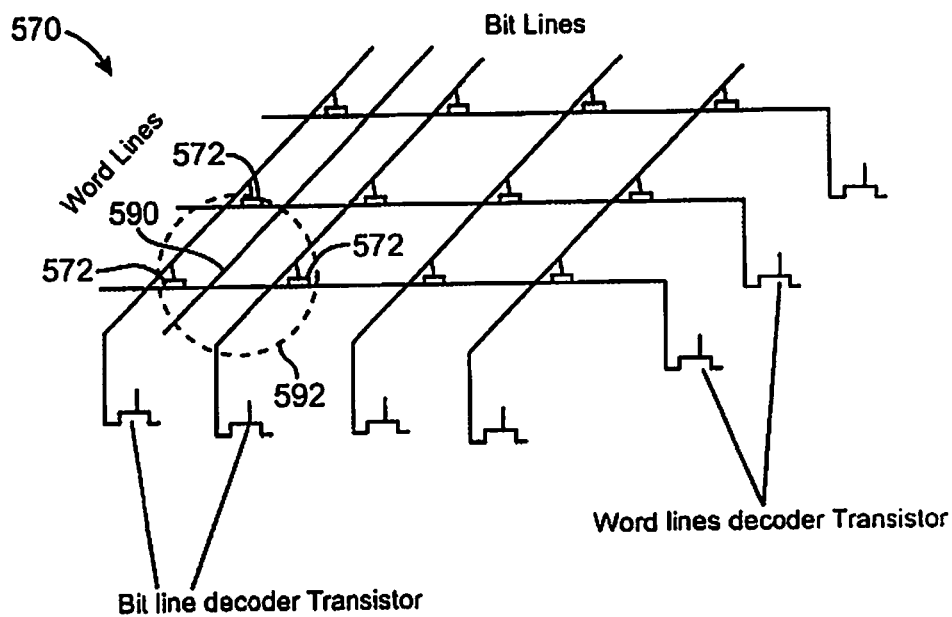 570
Bit Lines
Word Lines
572
590
572
572
592
Word lines decoder Transistor
Bit line decoder Transistor